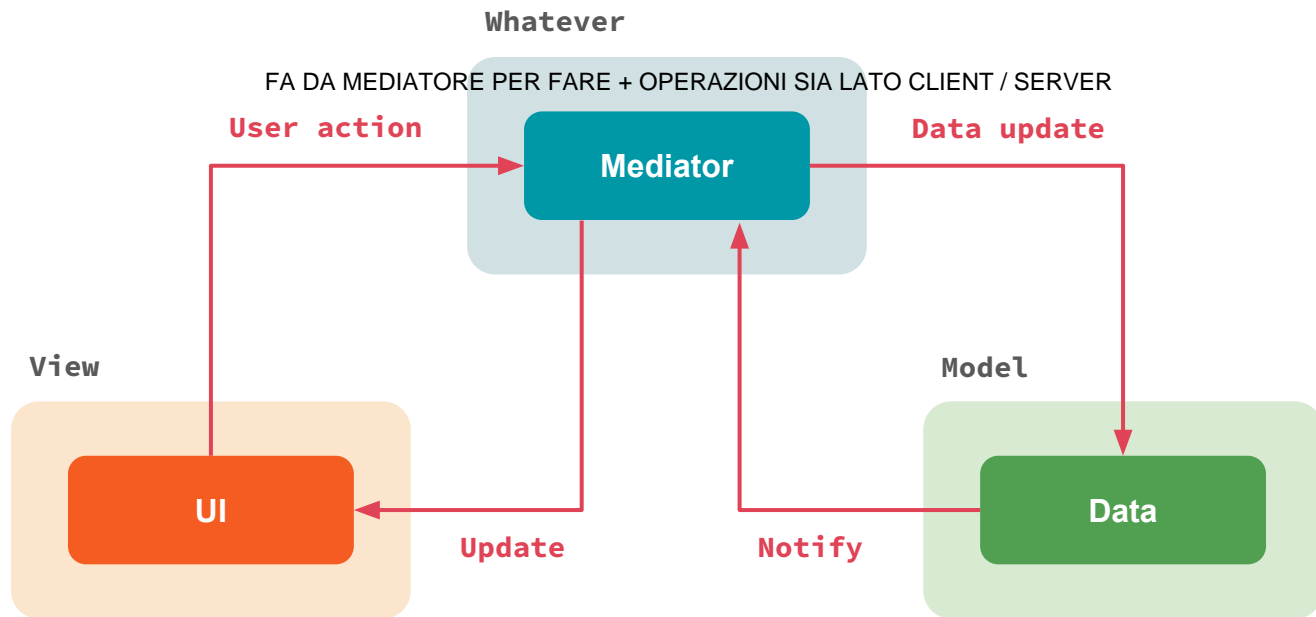 Whatever
FA DA MEDIATORE PER FARE + OPERAZIONI SIA LATO CLIENT / SERVER
User action
Data update
Mediator
View
Model
UI
Data
Update
Notify